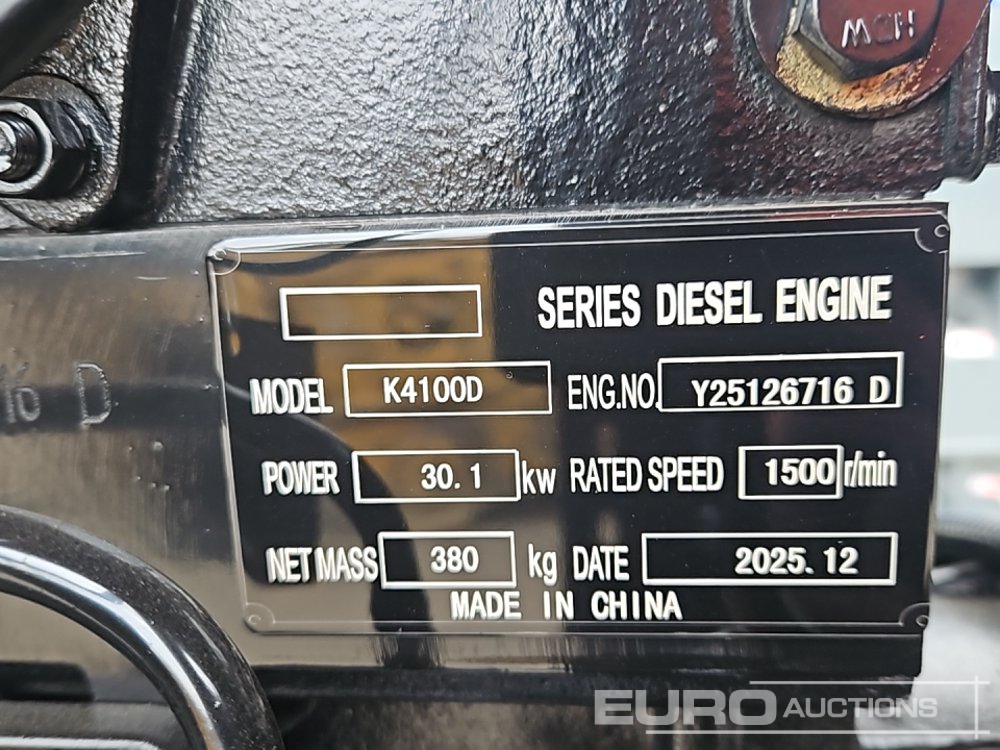 MCH
SERIES DIESEL ENGINE
MODEL K4100D ENG.NO. Y25126716 D
POWER 30.1 kw RATED SPEED 1500 r/min
NET MASS 380 kg DATE 2025.12
MADE IN CHINA
16 D
EURO AUCTIONS